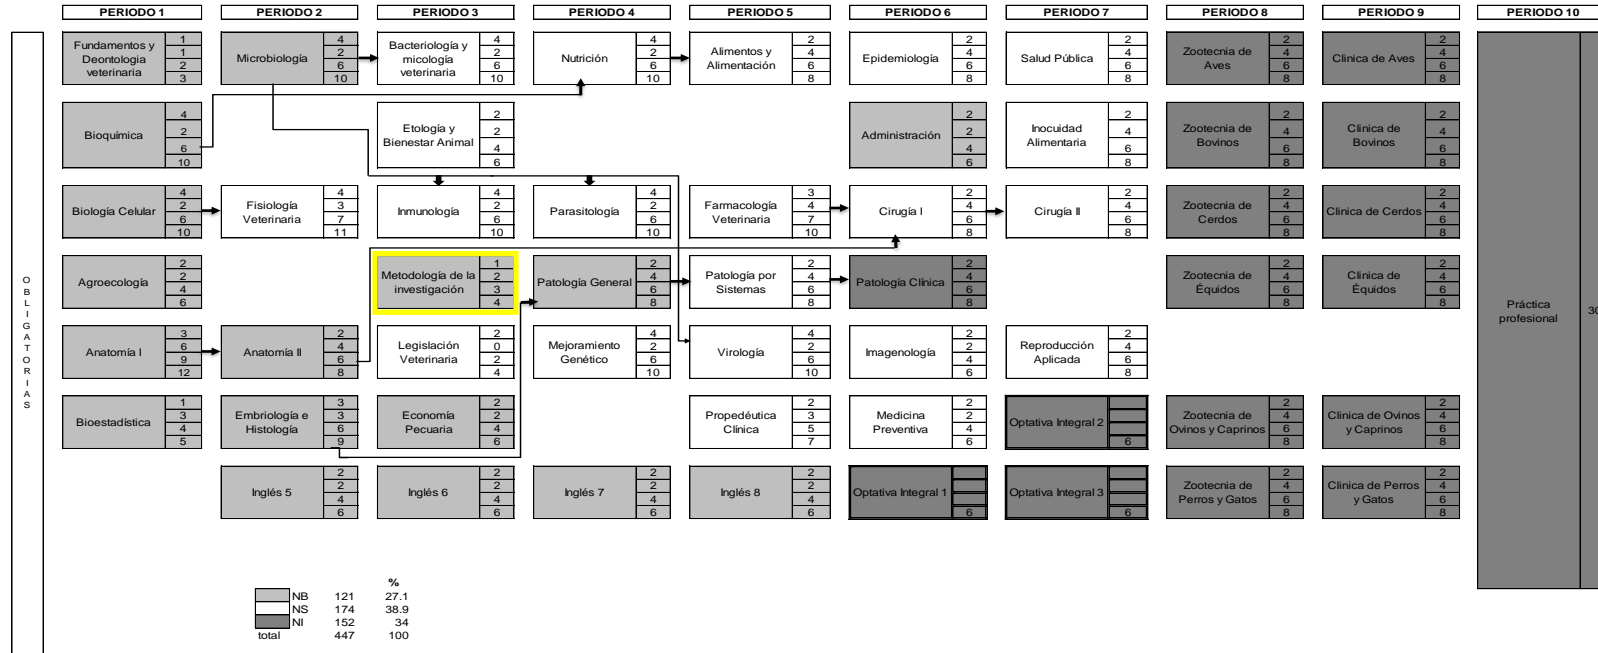 PERIODO 1
PERIODO 2
PERIODO 3
PERIODO 4
PERIODO 5
PERIODO 6
PERIODO 7
PERIODO 8
PERIODO 9
PERIODO 10
OBLIGATORIAS
Fundamentos y
Deontologia
veterinaria
1
1
2
3
Microbiología
4
2
6
10
Bacteriología y
micología
veterinaria
4
2
6
10
Nutrición
4
2
6
10
Alimentos y
Alimentación
2
4
6
8
Epidemiología
2
4
6
8
Salud Pública
2
4
6
8
Zootecnia de
Aves
2
4
6
8
Clinica de Aves
2
4
6
8
Bioquímica
4
2
6
10
Etología y
Bienestar Animal
2
2
4
6
Administración
2
2
4
6
Inocuidad
Alimentaria
2
4
6
8
Zootecnia de
Bovinos
2
4
6
8
Clinica de
Bovinos
2
4
6
8
Biología Celular
4
2
6
10
Fisiología
Veterinaria
4
3
7
11
Inmunología
4
2
6
10
Parasitología
4
2
6
10
Farmacología
Veterinaria
3
4
7
10
Cirugía I
2
4
6
8
Cirugía II
2
4
6
8
Zootecnia de
Cerdos
2
4
6
8
Clinica de Cerdos
2
4
6
8
Agroecología
2
2
4
6
Metodología de la
investigación
1
2
3
4
Patología General
2
4
6
8
Patología por
Sistemas
2
4
6
8
Patología Clínica
2
4
6
8
Zootecnia de
Équidos
2
4
6
8
Clínica de
Équidos
2
4
6
8
Práctica
profesional
30
Anatomía I
3
6
9
12
Anatomía II
2
4
6
8
Legislación
Veterinaria
2
0
2
4
Mejoramiento
Genético
4
2
6
10
Virología
4
2
6
10
Imagenología
2
2
4
6
Reproducción
Aplicada
2
4
6
8
Bioestadística
1
3
4
5
Embriología e
Histología
3
3
6
9
Economía
Pecuaria
2
2
4
6
Propedéutica
Clínica
2
3
5
7
Medicina
Preventiva
2
2
4
6
Optativa Integral 2
6
Zootecnia de
Ovinos y Caprinos
2
4
6
8
Clinica de Ovinos
y Caprinos
2
4
6
8
Inglés 5
2
2
4
6
Inglés 6
2
2
4
6
Inglés 7
2
2
4
6
Inglés 8
2
2
4
6
Optativa Integral 1
6
Optativa Integral 3
6
Zootecnia de
Perros y Gatos
2
4
6
8
Clinica de Perros
y Gatos
2
4
6
8
%
NB 121 27.1
NS 174 38.9
NI 152 34
total 447 100